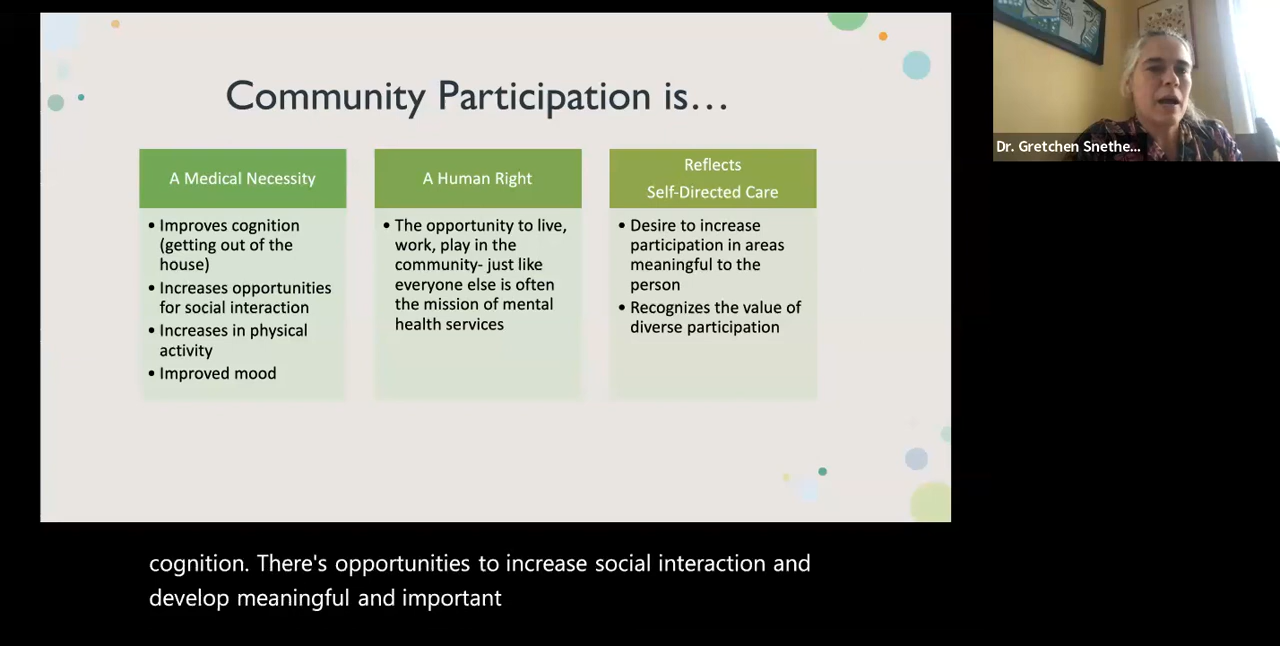 Community Participation is...
A Medical Necessity
• Improves cognition
(getting out of the
house)
• Increases opportunities
for social interaction
• Increases in physical
activity
• Improved mood
A Human Right
• The opportunity to live,
work, play in the
community- just like
everyone else is often
the mission of mental
health services
Reflects
Self-Directed Care
• Desire to increase
participation in areas
meaningful to the
person
• Recognizes the value of
diverse participation
Dr. Gretchen Snethe...
cognition. There's opportunities to increase social interaction and
develop meaningful and important